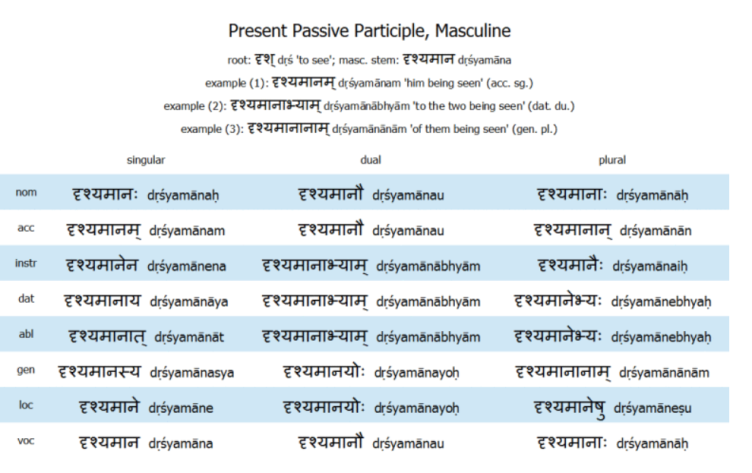 Present Passive Participle, Masculine
root: दृश् dṛś 'to see'; masc. stem: दृश्यमान dṛśyamāna
example (1): दृश्यमानम् dṛśyamānam 'him being seen' (acc. sg.)
example (2): दृश्यमानाभ्याम् dṛśyamānābhyām 'to the two being seen' (dat. du.)
example (3): दृश्यमानानाम् dṛśyamānānām 'of them being seen' (gen. pl.)
singular dual plural
nom दृश्यमानः dṛśyamānaḥ दृश्यमानौ dṛśyamānau दृश्यमानाः dṛśyamānāḥ
acc दृश्यमानम् dṛśyamānam दृश्यमानौ dṛśyamānau दृश्यमानान् dṛśyamānān
instr दृश्यमानेन dṛśyamānena दृश्यमानाभ्याम् dṛśyamānābhyām दृश्यमानैः dṛśyamānaiḥ
dat दृश्यमानाय dṛśyamānāya दृश्यमानाभ्याम् dṛśyamānābhyām दृश्यमानेभ्यः dṛśyamānebhyaḥ
abl दृश्यमानात् dṛśyamānāt दृश्यमानाभ्याम् dṛśyamānābhyām दृश्यमानेभ्यः dṛśyamānebhyaḥ
gen दृश्यमानस्य dṛśyamānasya दृश्यमानयोः dṛśyamānayoḥ दृश्यमानानाम् dṛśyamānānām
loc दृश्यमाने dṛśyamāne दृश्यमानयोः dṛśyamānayoḥ दृश्यमानेषु dṛśyamāneṣu
voc दृश्यमान dṛśyamāna दृश्यमानौ dṛśyamānau दृश्यमानाः dṛśyamānāḥ